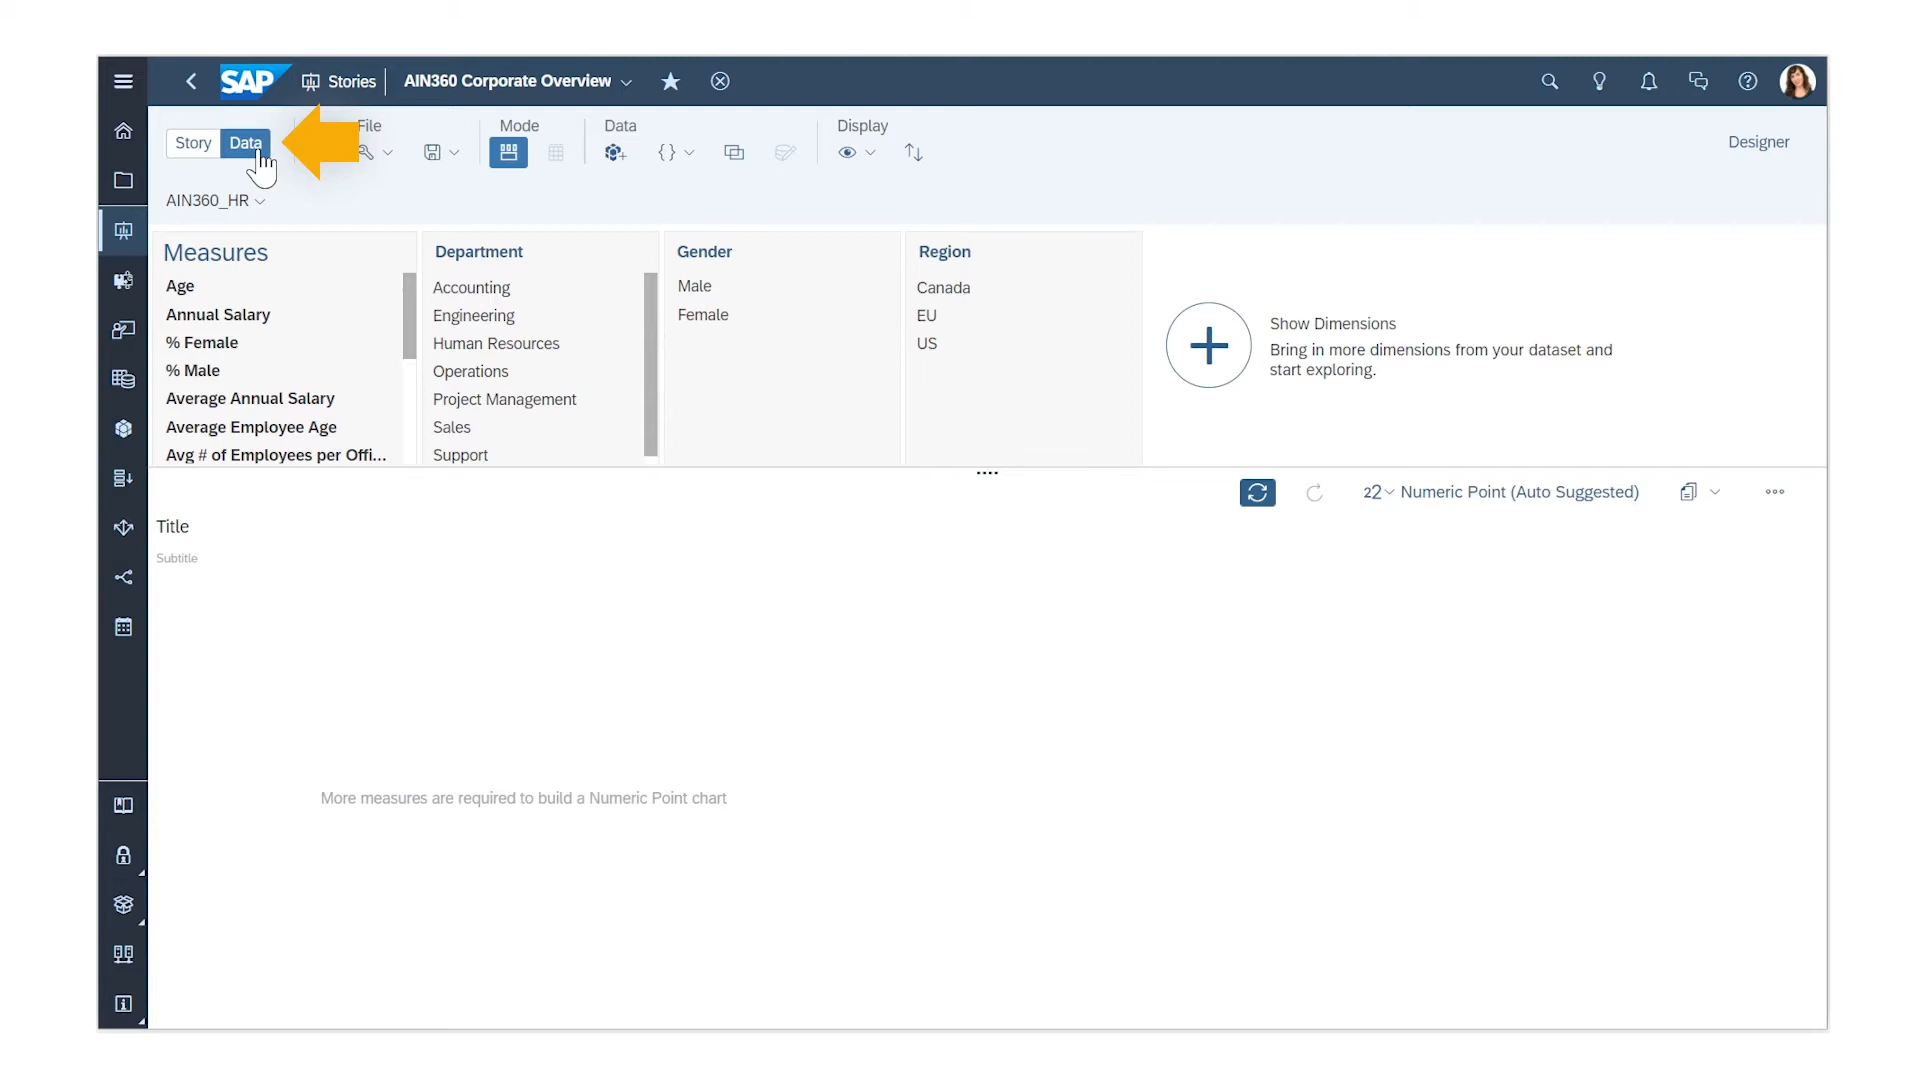 SAP Stories AIN360 Corporate Overview
Story Data File Mode Data Display Designer
AIN360_HR
Measures
Age
Annual Salary
% Female
% Male
Average Annual Salary
Average Employee Age
Avg # of Employees per Offi...
Department
Accounting
Engineering
Human Resources
Operations
Project Management
Sales
Support
Gender
Male
Female
Region
Canada
EU
US
Show Dimensions
Bring in more dimensions from your dataset and
start exploring.
22 Numeric Point (Auto Suggested)
Title
Subtitle
More measures are required to build a Numeric Point chart